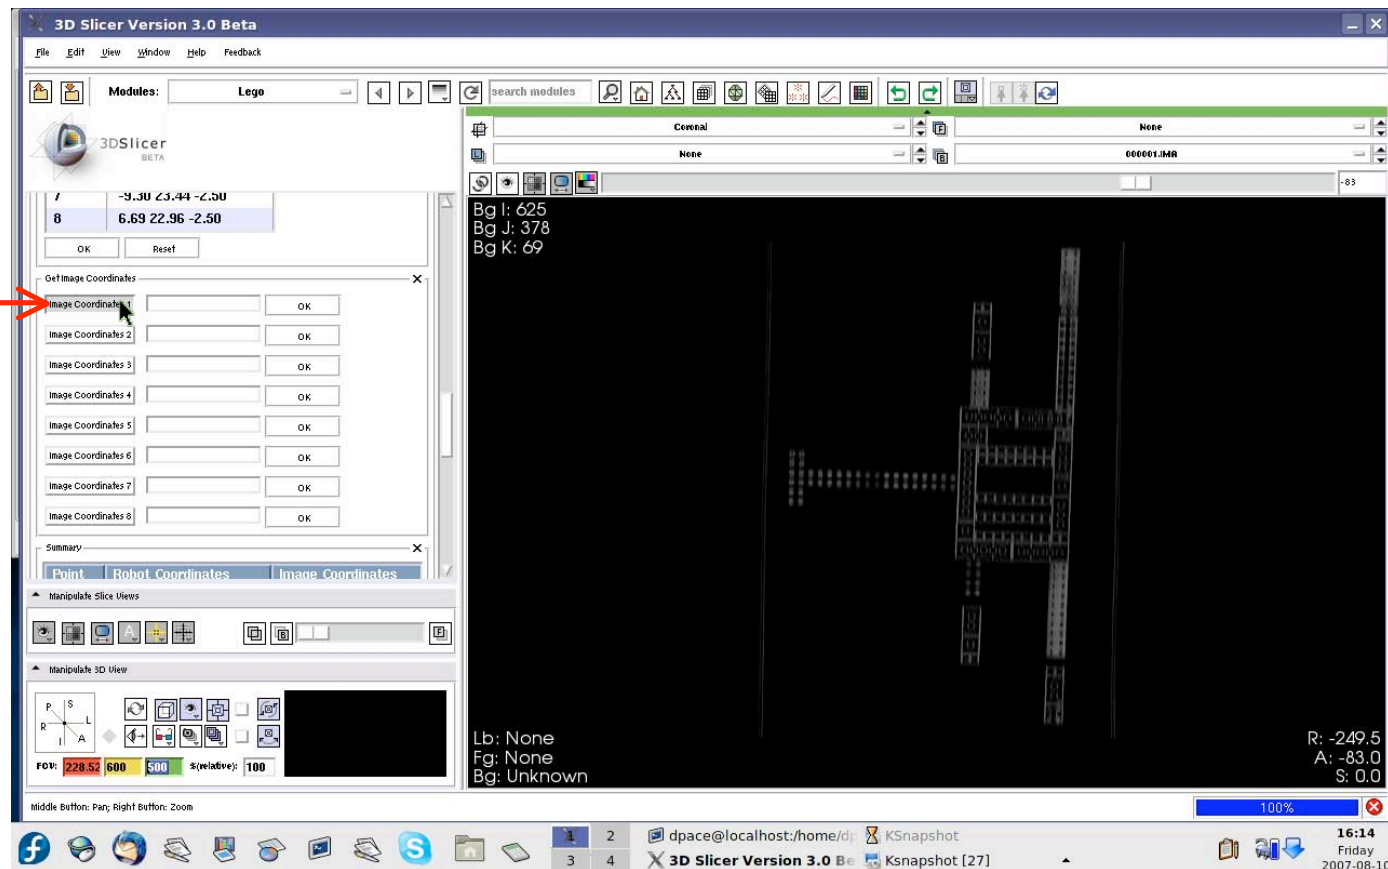 3D Slicer Version 3.0 Beta
File Edit View Window Help Feedback
Modules: Lego search modules
3DSlicer
BETA
Coronal None
None 000001.IMA
-83
7 -9.30 23.44 -2.50
8 6.69 22.96 -2.50
OK Reset
Get Image Coordinates
Image Coordinates 1 OK
Image Coordinates 2 OK
Image Coordinates 3 OK
Image Coordinates 4 OK
Image Coordinates 5 OK
Image Coordinates 6 OK
Image Coordinates 7 OK
Image Coordinates 8 OK
Summary
Point Robot Coordinates Image Coordinates
Manipulate Slice Views
Manipulate 3D View
P S
R L
I A
FOV: 228.52 600 500 %(relative): 100
Bg I: 625
Bg J: 378
Bg K: 69
Lb: None
Fg: None
Bg: Unknown
R: -249.5
A: -83.0
S: 0.0
Middle Button: Pan; Right Button: Zoom
100%
1 2 dpace@localhost:/home/dp KSnapshot
3 4 3D Slicer Version 3.0 Be Ksnapshot [27]
16:14
Friday
2007-08-10